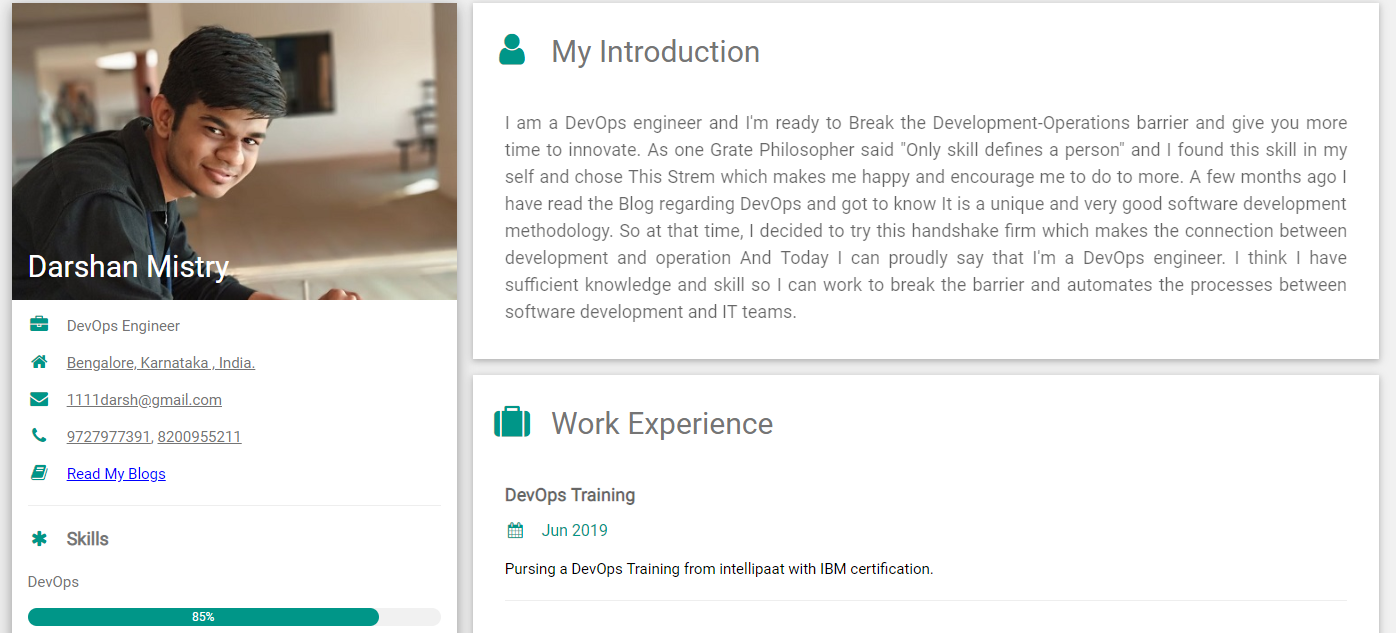 Darshan Mistry
DevOps Engineer
Bengalore, Karnataka , India.
1111darsh@gmail.com
9727977391, 8200955211
Read My Blogs
Skills
DevOps
85%
My Introduction
I am a DevOps engineer and I'm ready to Break the Development-Operations barrier and give you more
time to innovate. As one Grate Philosopher said "Only skill defines a person" and I found this skill in my
self and chose This Strem which makes me happy and encourage me to do to more. A few months ago I
have read the Blog regarding DevOps and got to know It is a unique and very good software development
methodology. So at that time, I decided to try this handshake firm which makes the connection between
development and operation And Today I can proudly say that I'm a DevOps engineer. I think I have
sufficient knowledge and skill so I can work to break the barrier and automates the processes between
software development and IT teams.
Work Experience
DevOps Training
Jun 2019
Pursing a DevOps Training from intellipaat with IBM certification.